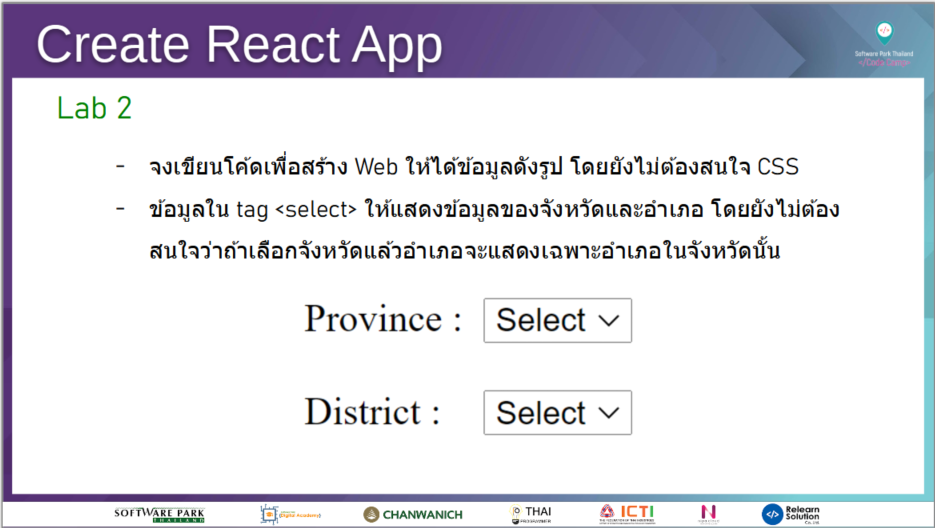 Create React App
Software Park Thailand
Lab 2
- จงเขียนโค้ดเพื่อสร้าง Web ให้ได้ข้อมูลดังรูป โดยยังไม่ต้องสนใจ CSS
- ข้อมูลใน tag <select> ให้แสดงข้อมูลของจังหวัดและอำเภอ โดยยังไม่ต้อง
สนใจว่าถ้าเลือกจังหวัดแล้วอำเภอจะแสดงเฉพาะอำเภอในจังหวัดนั้น
Province : Select
District : Select
SOFTWARE PARK
THAILAND
Digital Academy
CHANWANICH
THAI
PROGRAMMER
ICTI
Relearn
Solution
Co.,Ltd.